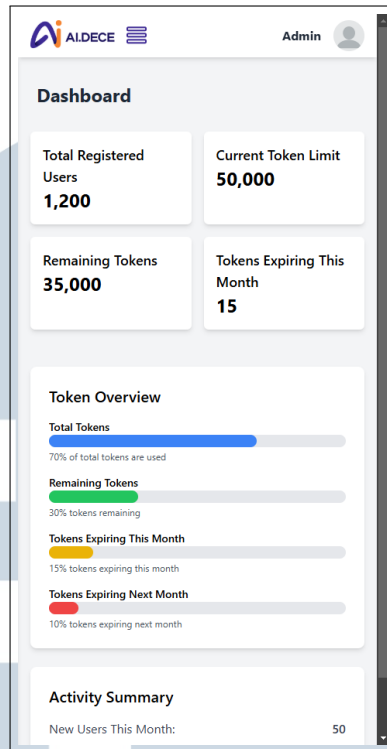 Ai AI.DECE
Admin
Dashboard
Total Registered
Users
1,200
Current Token Limit
50,000
Remaining Tokens
35,000
Tokens Expiring This
Month
15
Token Overview
Total Tokens
70% of total tokens are used
Remaining Tokens
30% tokens remaining
Tokens Expiring This Month
15% tokens expiring this month
Tokens Expiring Next Month
10% tokens expiring next month
Activity Summary
New Users This Month: 50